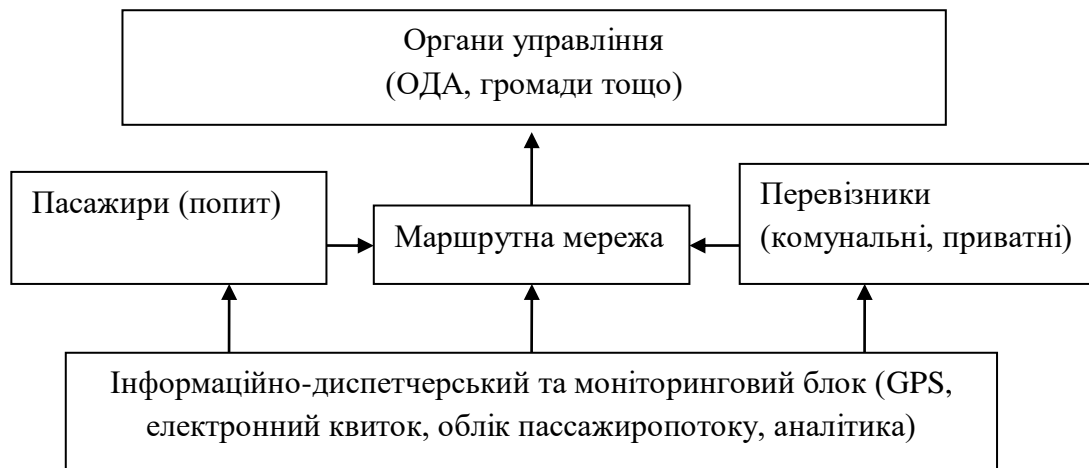 Органи управління
(ОДА, громади тощо)
Пасажири (попит)
Маршрутна мережа
Перевізники
(комунальні, приватні)
Інформаційно-диспетчерський та моніторинговий блок (GPS,
електронний квиток, облік пассажиропотоку, аналітика)